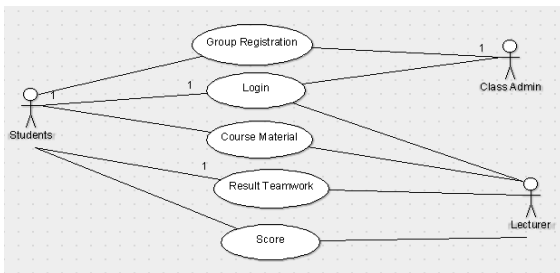 Group Registration
1
Class Admin
1
1
Login
Students
Course Material
1
Result Teamwork
Lecturer
Score